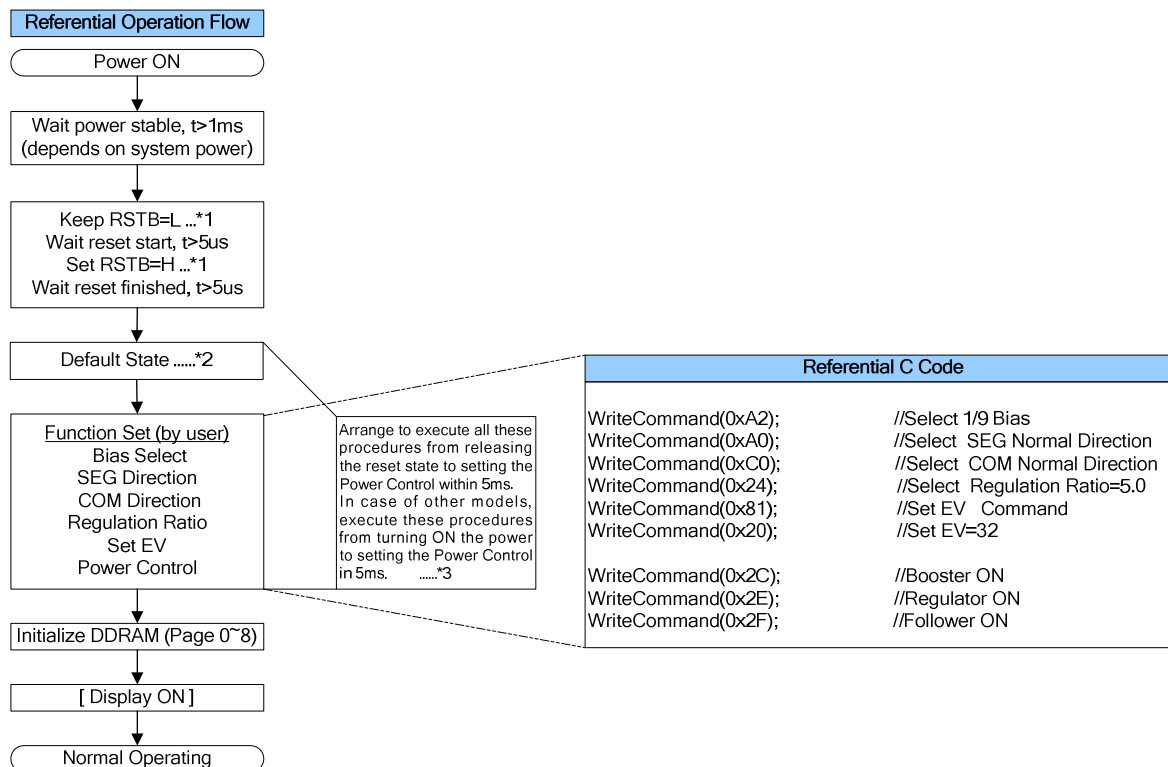 Referential Operation Flow
Power ON
Wait power stable, t>1ms
(depends on system power)
Keep RSTB=L ...*1
Wait reset start, t>5us
Set RSTB=H ...*1
Wait reset finished, t>5us
Default State ......*2
Function Set (by user)
Bias Select
SEG Direction
COM Direction
Regulation Ratio
Set EV
Power Control
Arrange to execute all these
procedures from releasing
the reset state to setting the
Power Control within 5ms.
In case of other models,
execute these procedures
from turning ON the power
to setting the Power Control
in 5ms. ......*3
Initialize DDRAM (Page 0~8)
[ Display ON ]
Normal Operating
Referential C Code
WriteCommand(0xA2); //Select 1/9 Bias
WriteCommand(0xA0); //Select SEG Normal Direction
WriteCommand(0xC0); //Select COM Normal Direction
WriteCommand(0x24); //Select Regulation Ratio=5.0
WriteCommand(0x81); //Set EV Command
WriteCommand(0x20); //Set EV=32
WriteCommand(0x2C); //Booster ON
WriteCommand(0x2E); //Regulator ON
WriteCommand(0x2F); //Follower ON